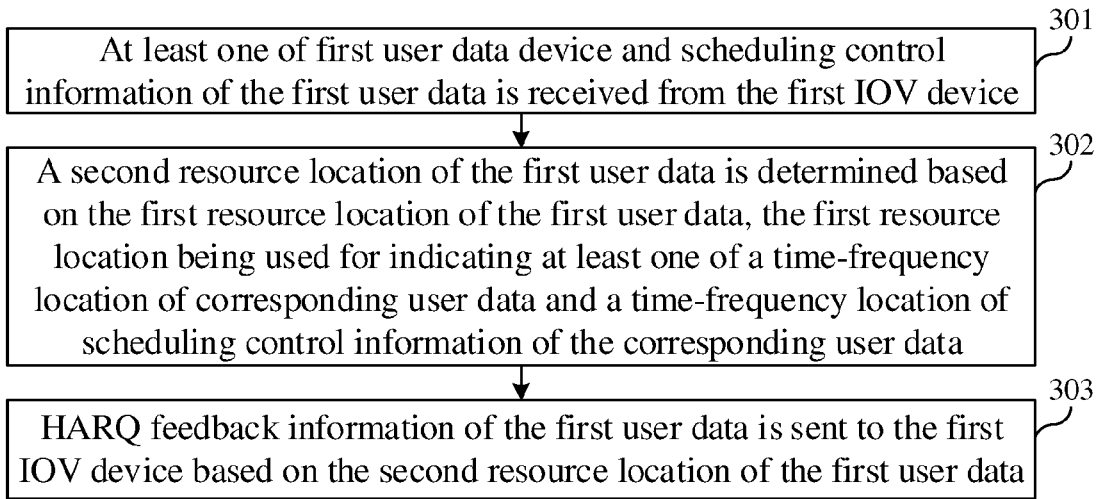 301
At least one of first user data device and scheduling control
information of the first user data is received from the first IOV device
302
A second resource location of the first user data is determined based
on the first resource location of the first user data, the first resource
location being used for indicating at least one of a time-frequency
location of corresponding user data and a time-frequency location of
scheduling control information of the corresponding user data
303
HARQ feedback information of the first user data is sent to the first
IOV device based on the second resource location of the first user data